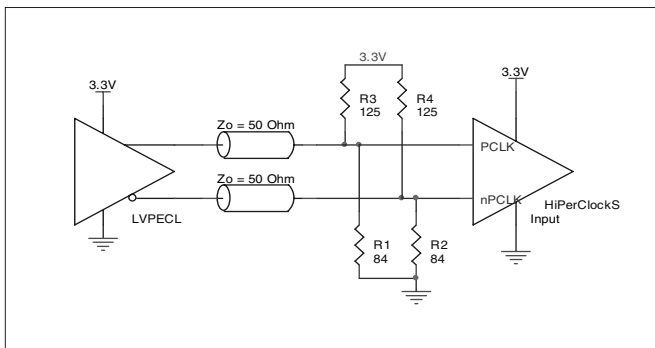 3.3V
3.3V
3.3V
R3
125
R4
125
Zo = 50 Ohm
PCLK
Zo = 50 Ohm
nPCLK
HiPerClockS
Input
LVPECL
R1
84
R2
84